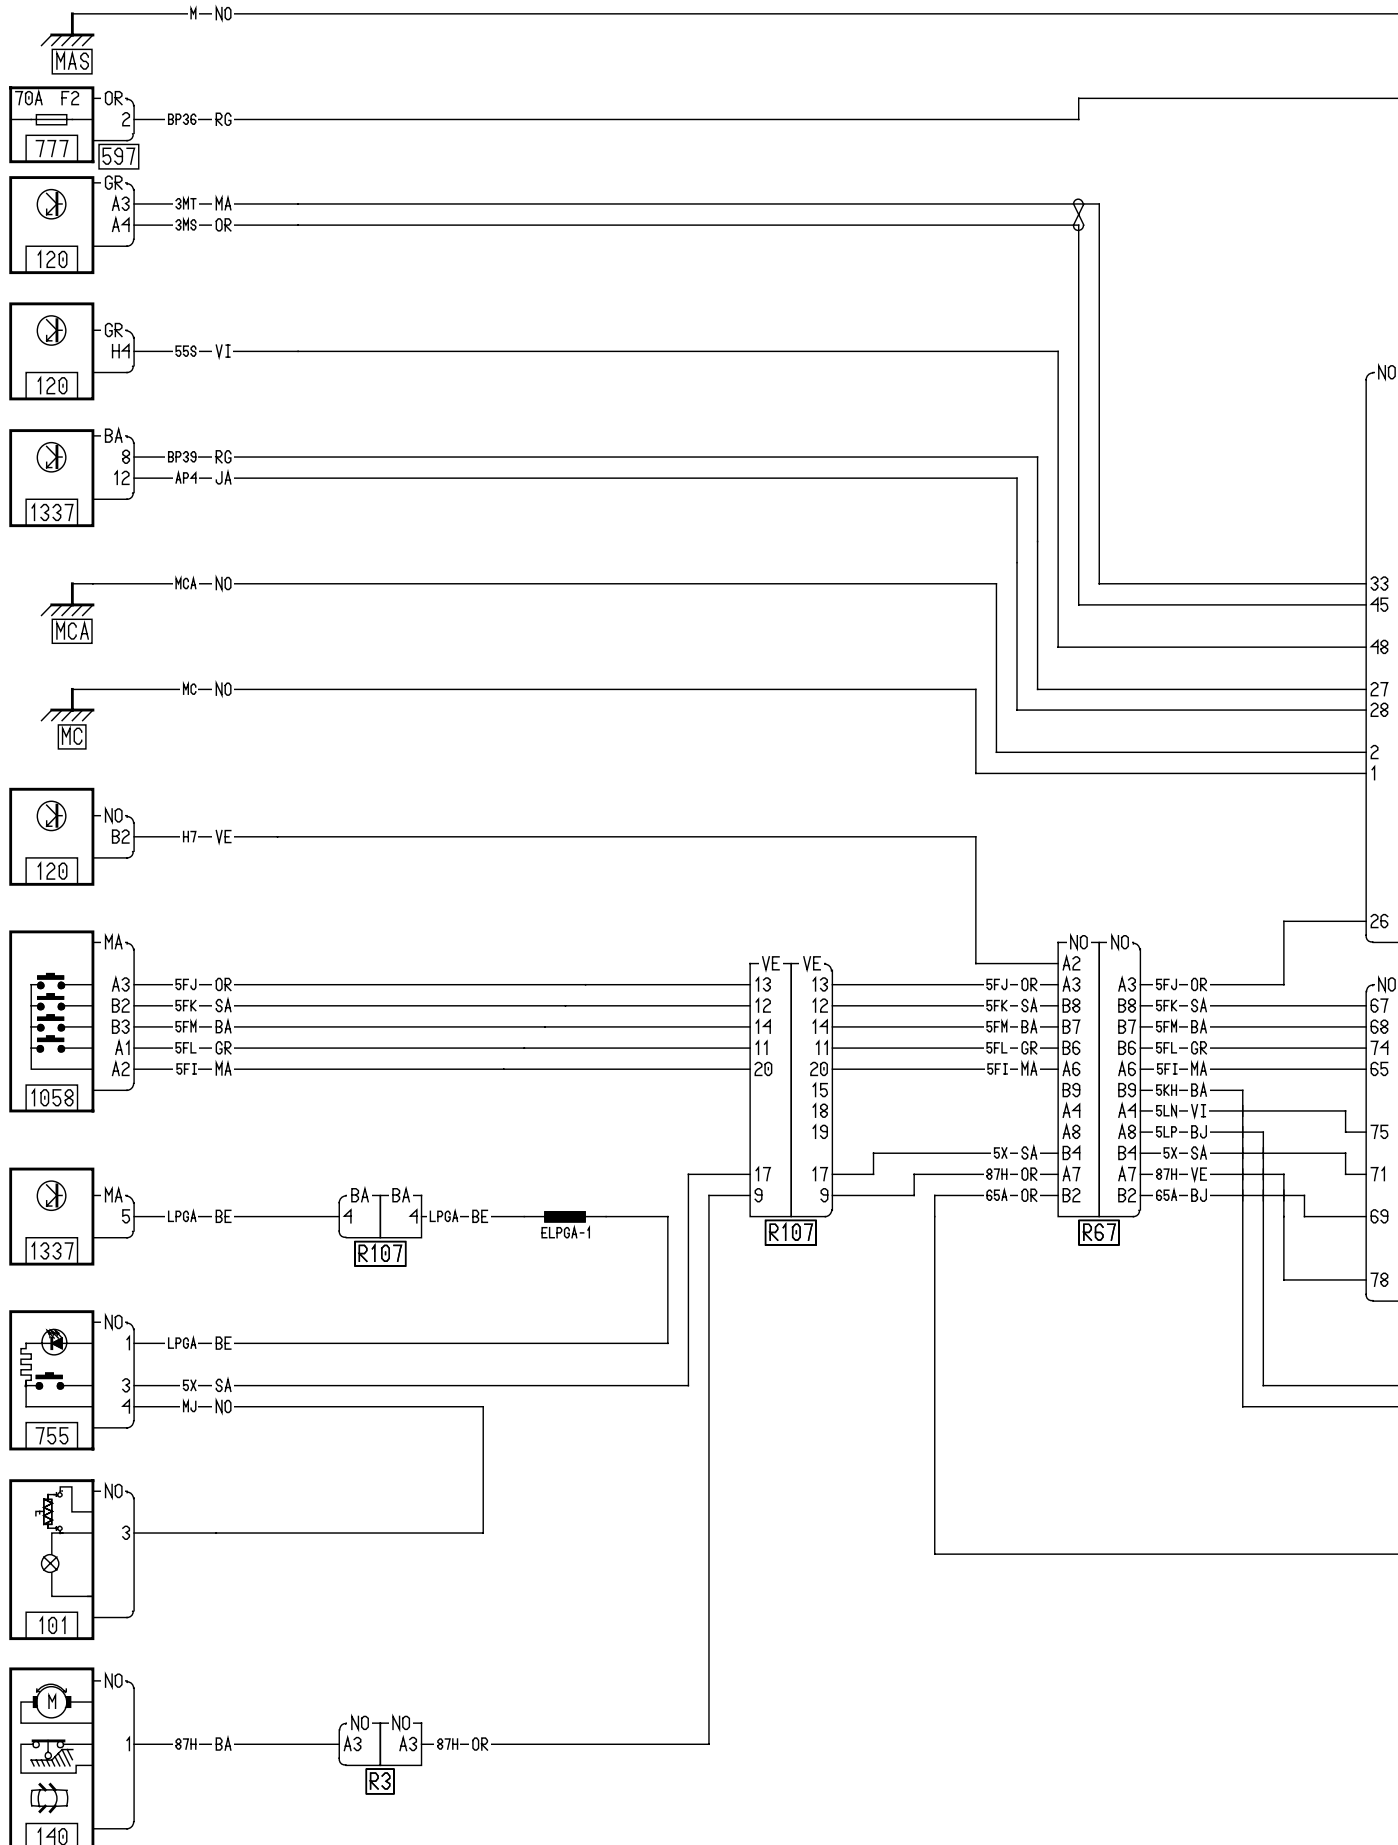 M NO
MAS
70A F2 OR
2 BP36 RG
777 597
GR
A3 3MT MA
A4 3MS OR
120
GR
H4 55S VI
120
NO
BA
8 BP39 RG
12 AP4 JA
1337
MCA NO 33
45
MCA
48
MC NO 27
28
MC
2
1
NO
B2 H7 VE
120
26
MA NO NO
VE VE A2
A3 5FJ OR 13 13 5FJ OR A3 A3 5FJ OR NO
B2 5FK SA 12 12 5FK SA B8 B8 5FK SA 67
B3 5FM BA 14 14 5FM BA B7 B7 5FM BA 68
A1 5FL GR 11 11 5FL GR B6 B6 5FL GR 74
A2 5FI MA 20 20 5FI MA A6 A6 5FI MA 65
1058 15 B9 B9 5KH BA
18 A4 A4 5LN VI
19 A8 A8 5LP BJ 75
5X SA B4 B4 5X SA
17 17 87H OR A7 A7 87H VE 71
MA BA BA 9 9 65A OR B2 B2 65A BJ
5 LPGA BE 4 4 LPGA BE 69
ELPGA-1 R107 R67
1337 R107
78
NO
1 LPGA BE
3 5X SA
4 MJ NO
755
NO
3
101
NO
M
NO NO
1 87H BA A3 A3 87H OR
R3
140